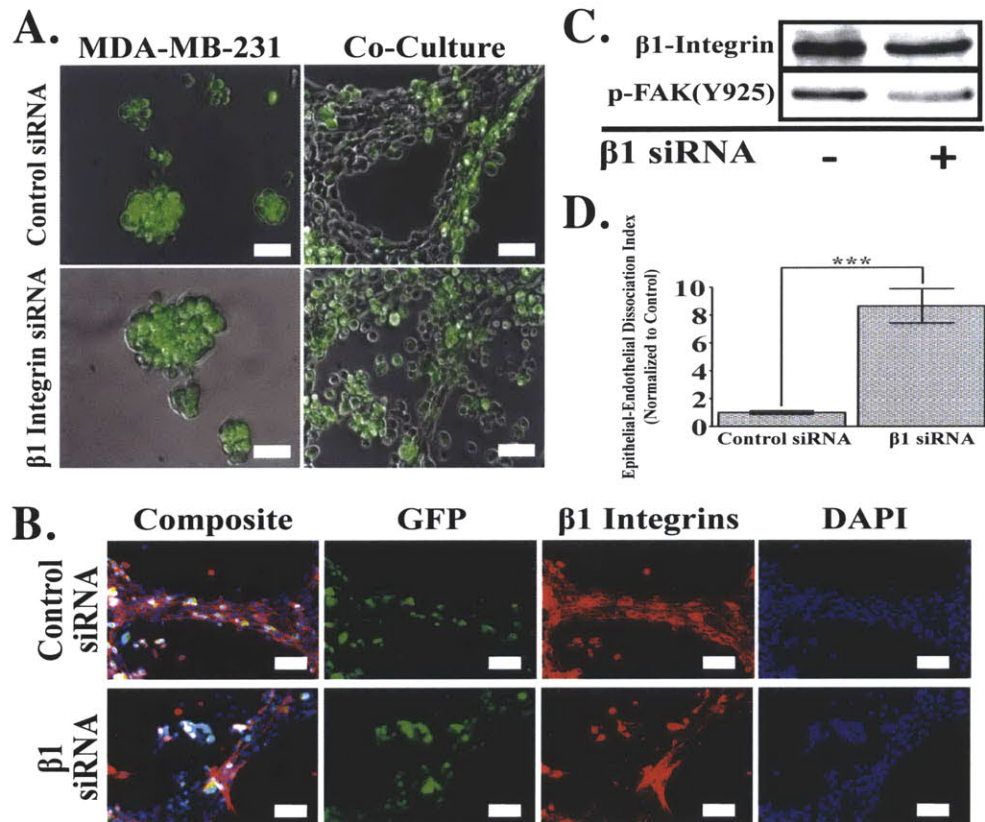 A.
MDA-MB-231
Co-Culture
Control siRNA
β1 Integrin siRNA
B.
Composite
GFP
β1 Integrins
DAPI
Control
siRNA
β1
siRNA
C.
β1-Integrin
p-FAK(Y925)
β1 siRNA
-
+
D.
Epithelial-Endothelial Dissociation Index
(Normalized to Control)
10
8
6
4
2
0
***
Control siRNA
β1 siRNA